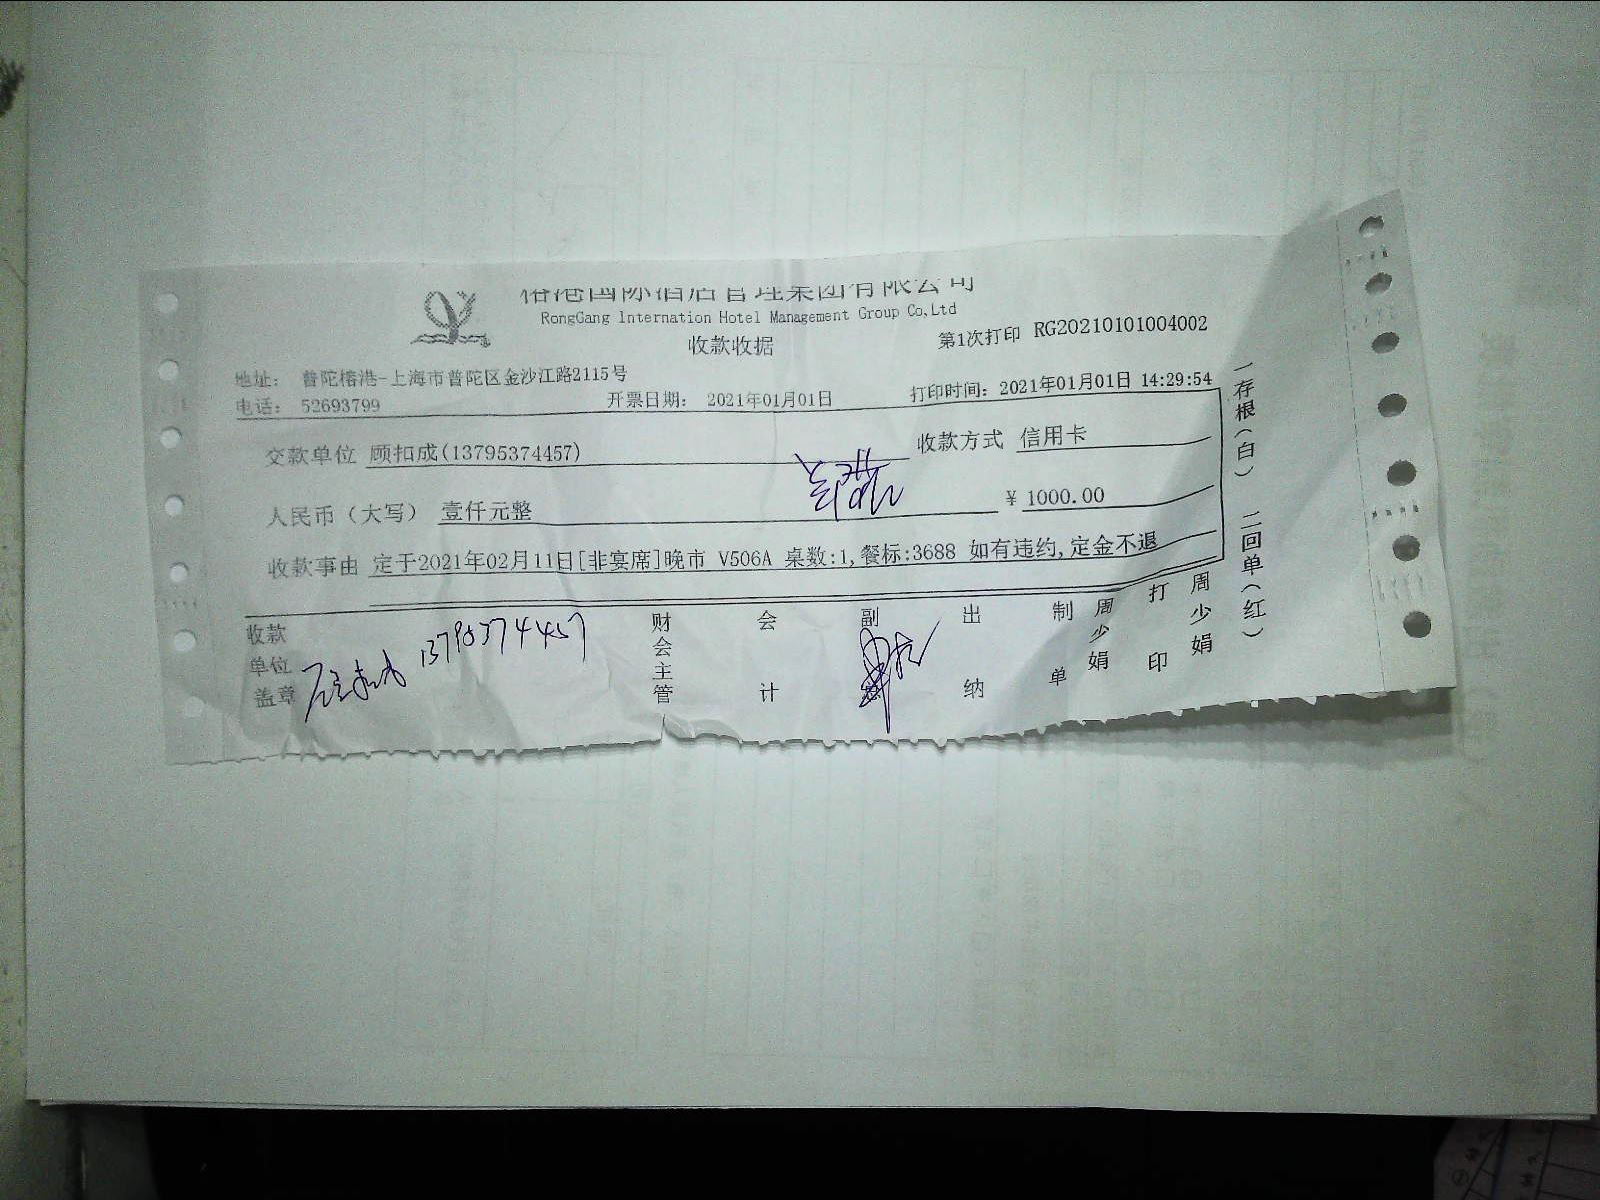 榕港国际酒店管理集团有限公司
RongGang Internation Hotel Management Group Co,Ltd
收款收据
第1次打印 RG20210101004002
地址： 普陀榕港-上海市普陀区金沙江路2115号
电话： 52693799
开票日期： 2021年01月01日
打印时间：2021年01月01日 14:29:54
交款单位 顾扣成(13795374457)
收款方式 信用卡
人民币（大写） 壹仟元整
￥ 1000.00
收款事由 定于2021年02月11日[非宴席]晚市 V506A 桌数:1,餐标:3688 如有违约,定金不退
收款单位盖章
顾扣成 13795374457
财会主管
会计
出纳
制单
周少娟
打印
周少娟
一存根(白) 二回单(红)